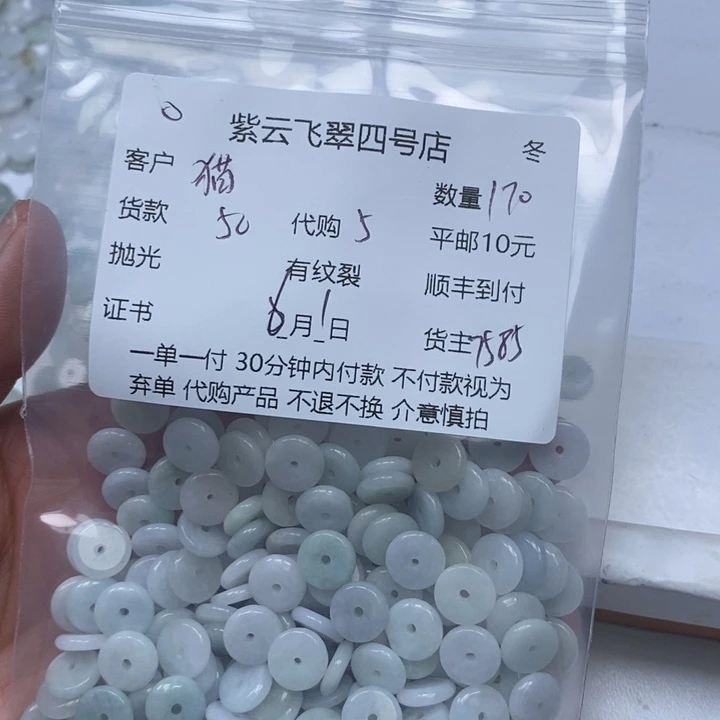 紫云飞翠四号店 冬
客户 猫 数量 170
货款 50 代购 5 平邮10元
抛光 有纹裂 顺丰到付
证书 8月1日 货主7585
一单一付 30分钟内付款 不付款视为
弃单 代购产品 不退不换 介意慎拍